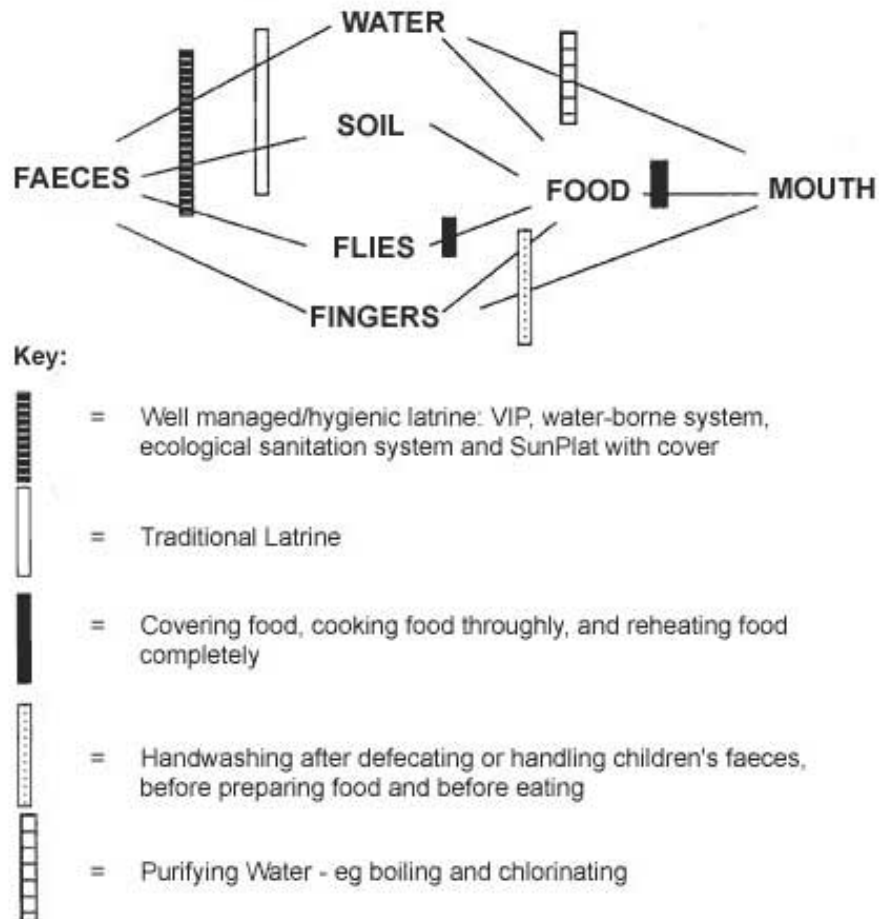 WATER
SOIL
FAECES
FOOD
MOUTH
FLIES
FINGERS
Key:
= Well managed/hygienic latrine: VIP, water-borne system,
ecological sanitation system and SunPlat with cover
= Traditional Latrine
= Covering food, cooking food throughly, and reheating food
completely
= Handwashing after defecating or handling children's faeces,
before preparing food and before eating
= Purifying Water - eg boiling and chlorinating